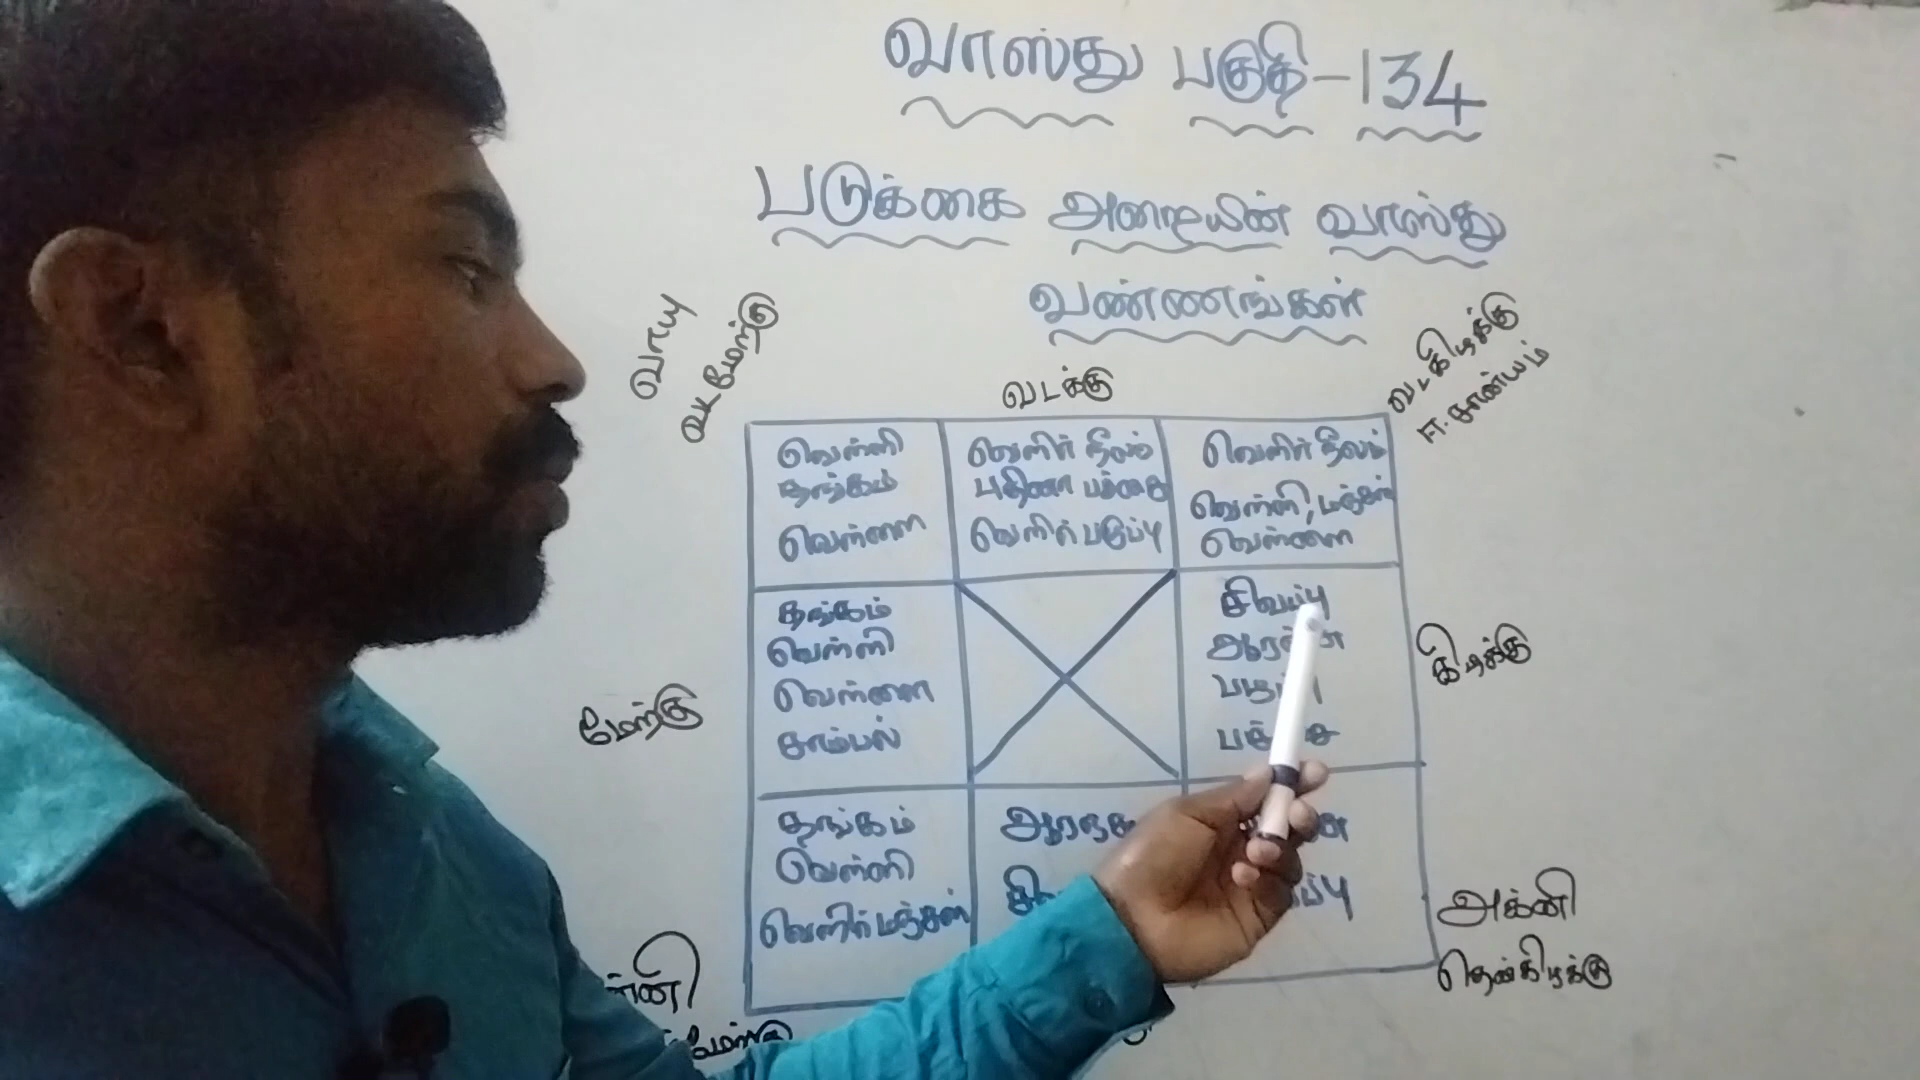 வாஸ்து பகுதி-134
படுக்கை அறையின் வாஸ்து
வண்ணங்கள்
வாயு
வடமேற்கு
வடக்கு
வடகிழக்கு
ஈசான்யம்
வெள்ளி
தங்கம்
வெள்ளை
வெளிர் நீலம்
புதினா பச்சை
வெளிர் பழுப்பு
வெளிர் நீலம்
வெள்ளி, மஞ்சள்
வெள்ளை
மேற்கு
தங்கம்
வெள்ளி
வெள்ளை
சாம்பல்
சிவப்பு
கிழக்கு
தங்கம்
வெள்ளி
வெளிர் மஞ்சள்
அக்னி
தென்கிழக்கு